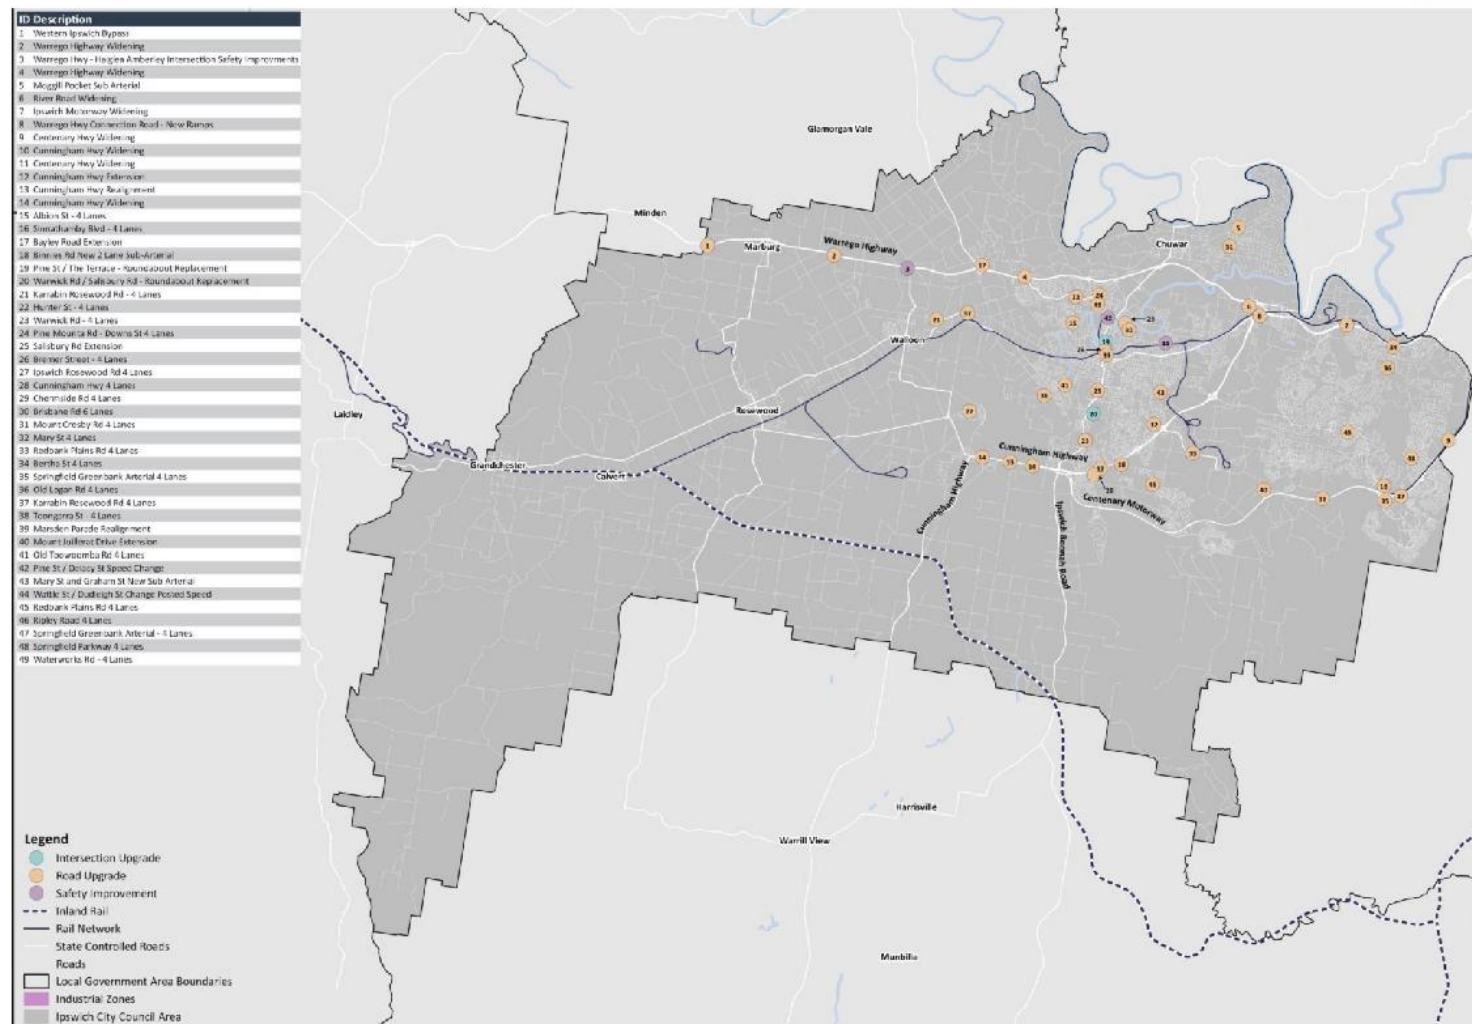 ID Description
1 Western Ipswich Bypass
2 Warrego Highway Widening
3 Warrego Hwy - Haiglea Amberley Intersection Safety Improvments
4 Warrego Highway Widening
5 Moggill Pocket Sub Arterial
6 River Road Widening
7 Ipswich Motorway Widening
8 Warrego Hwy Connection Road - New Ramps
9 Centenary Hwy Widening
10 Cunningham Hwy Widening
11 Centenary Hwy Widening
12 Cunningham Hwy Extension
13 Cunningham Hwy Realignment
14 Cunningham Hwy Widening
15 Albion St - 4 Lanes
16 Sinnathamby Blvd - 4 Lanes
17 Bayley Road Extension
18 Binnies Rd New 2 Lane Sub-Arterial
19 Pine St / The Terrace - Roundabout Replacement
20 Warwick Rd / Salisbury Rd - Roundabout Replacement
21 Karrabin Rosewood Rd - 4 Lanes
22 Hunter St - 4 Lanes
23 Warwick Rd - 4 Lanes
24 Pine Mounta Rd - Downs St 4 Lanes
25 Salisbury Rd Extension
26 Bremer Street - 4 Lanes
27 Ipswich Rosewood Rd 4 Lanes
28 Cunningham Hwy 4 Lanes
29 Chermside Rd 4 Lanes
30 Brisbane Rd 6 Lanes
31 Mount Crosby Rd 4 Lanes
32 Mary St 4 Lanes
33 Redbank Plains Rd 4 Lanes
34 Bertha St 4 Lanes
35 Springfield Greenbank Arterial 4 Lanes
36 Old Logan Rd 4 Lanes
37 Karrabin Rosewood Rd 4 Lanes
38 Toongarra St - 4 Lanes
39 Marsden Parade Realignment
40 Mount Juillerat Drive Extension
41 Old Toowoomba Rd 4 Lanes
42 Pine St / Delacy St Speed Change
43 Mary St and Graham St New Sub Arterial
44 Wattle St / Dudleigh St Change Posted Speed
45 Redbank Plains Rd 4 Lanes
46 Ripley Road 4 Lanes
47 Springfield Greenbank Arterial - 4 Lanes
48 Springfield Parkway 4 Lanes
49 Waterworks Rd - 4 Lanes
Glamorgan Vale
Minden
Marburg
Warrego Highway
Chuwar
Walloon
Rosewood
Laidley
Grandchester
Calvert
Cunningham Highway
Cunningham Highway
Centenary Motorway
Ipswich Boonah Road
Harrisville
Warrill View
Munbilla
Legend
Intersection Upgrade
Road Upgrade
Safety Improvement
Inland Rail
Rail Network
State Controlled Roads
Roads
Local Government Area Boundaries
Industrial Zones
Ipswich City Council Area